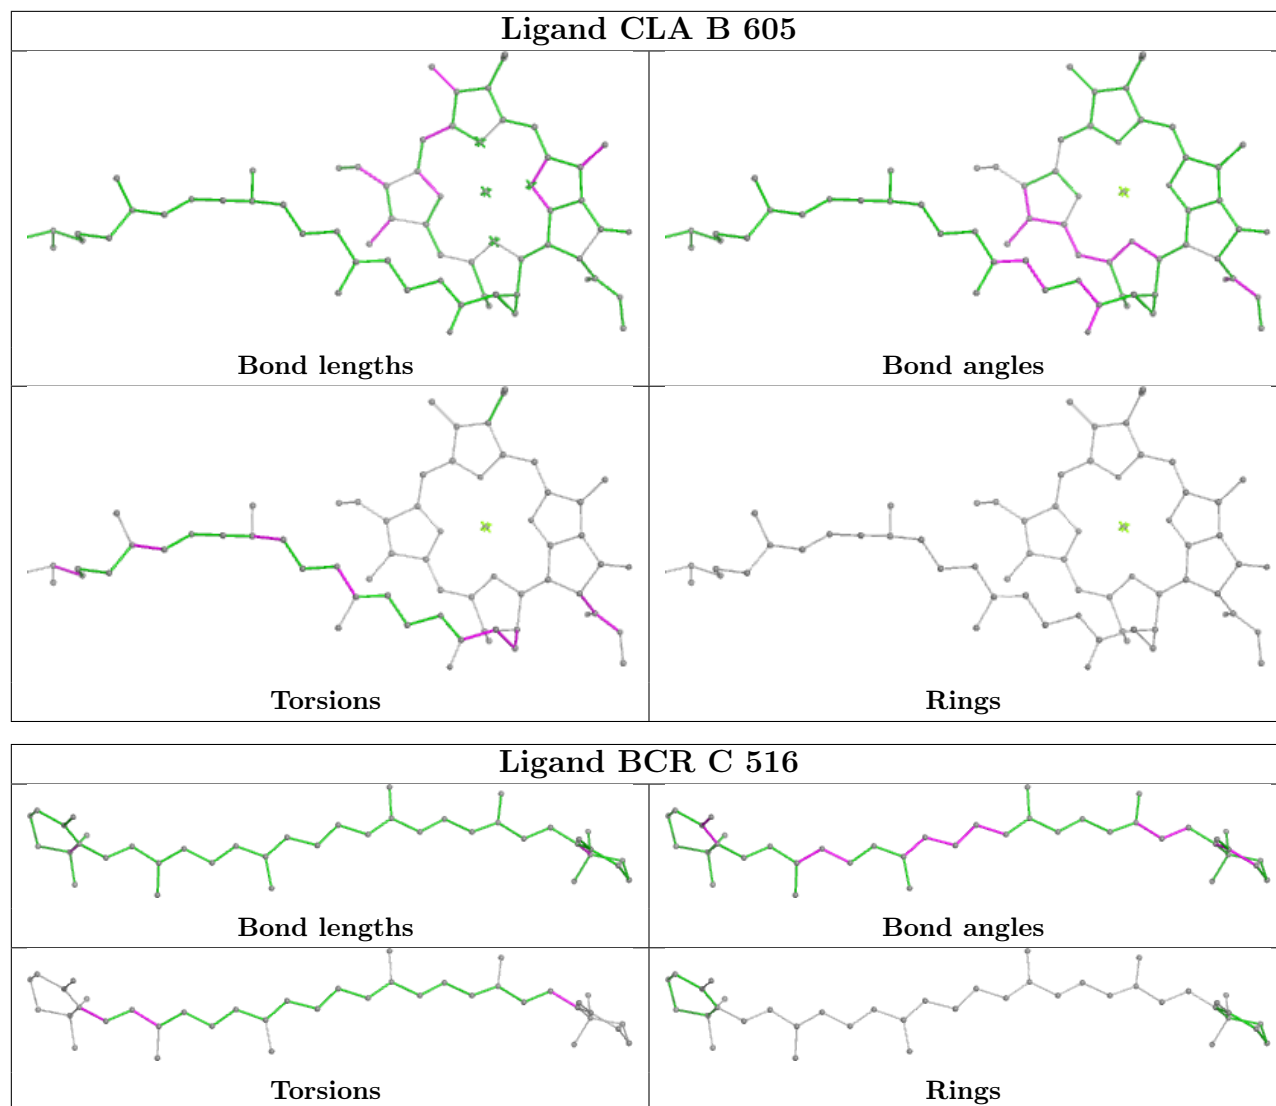 Ligand CLA B 605
Bond lengths
Bond angles
Torsions
Rings
Ligand BCR C 516
Bond lengths
Bond angles
Torsions
Rings